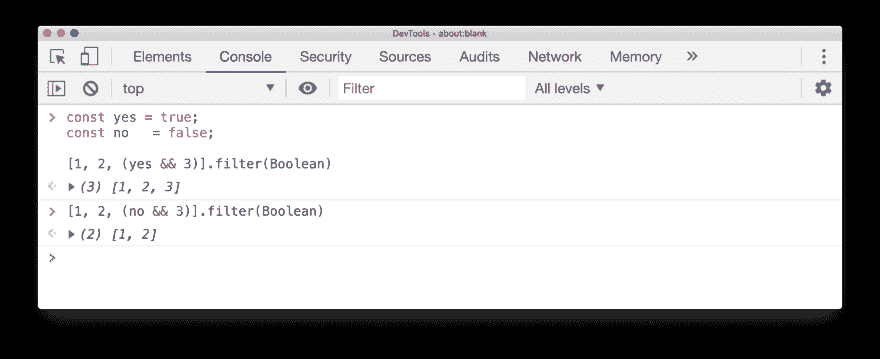 DevTools - about:blank
Elements Console Security Sources Audits Network Memory »
top Filter All levels
> const yes = true;
const no   = false;
[1, 2, (yes && 3)].filter(Boolean)
(3) [1, 2, 3]
> [1, 2, (no && 3)].filter(Boolean)
(2) [1, 2]
>